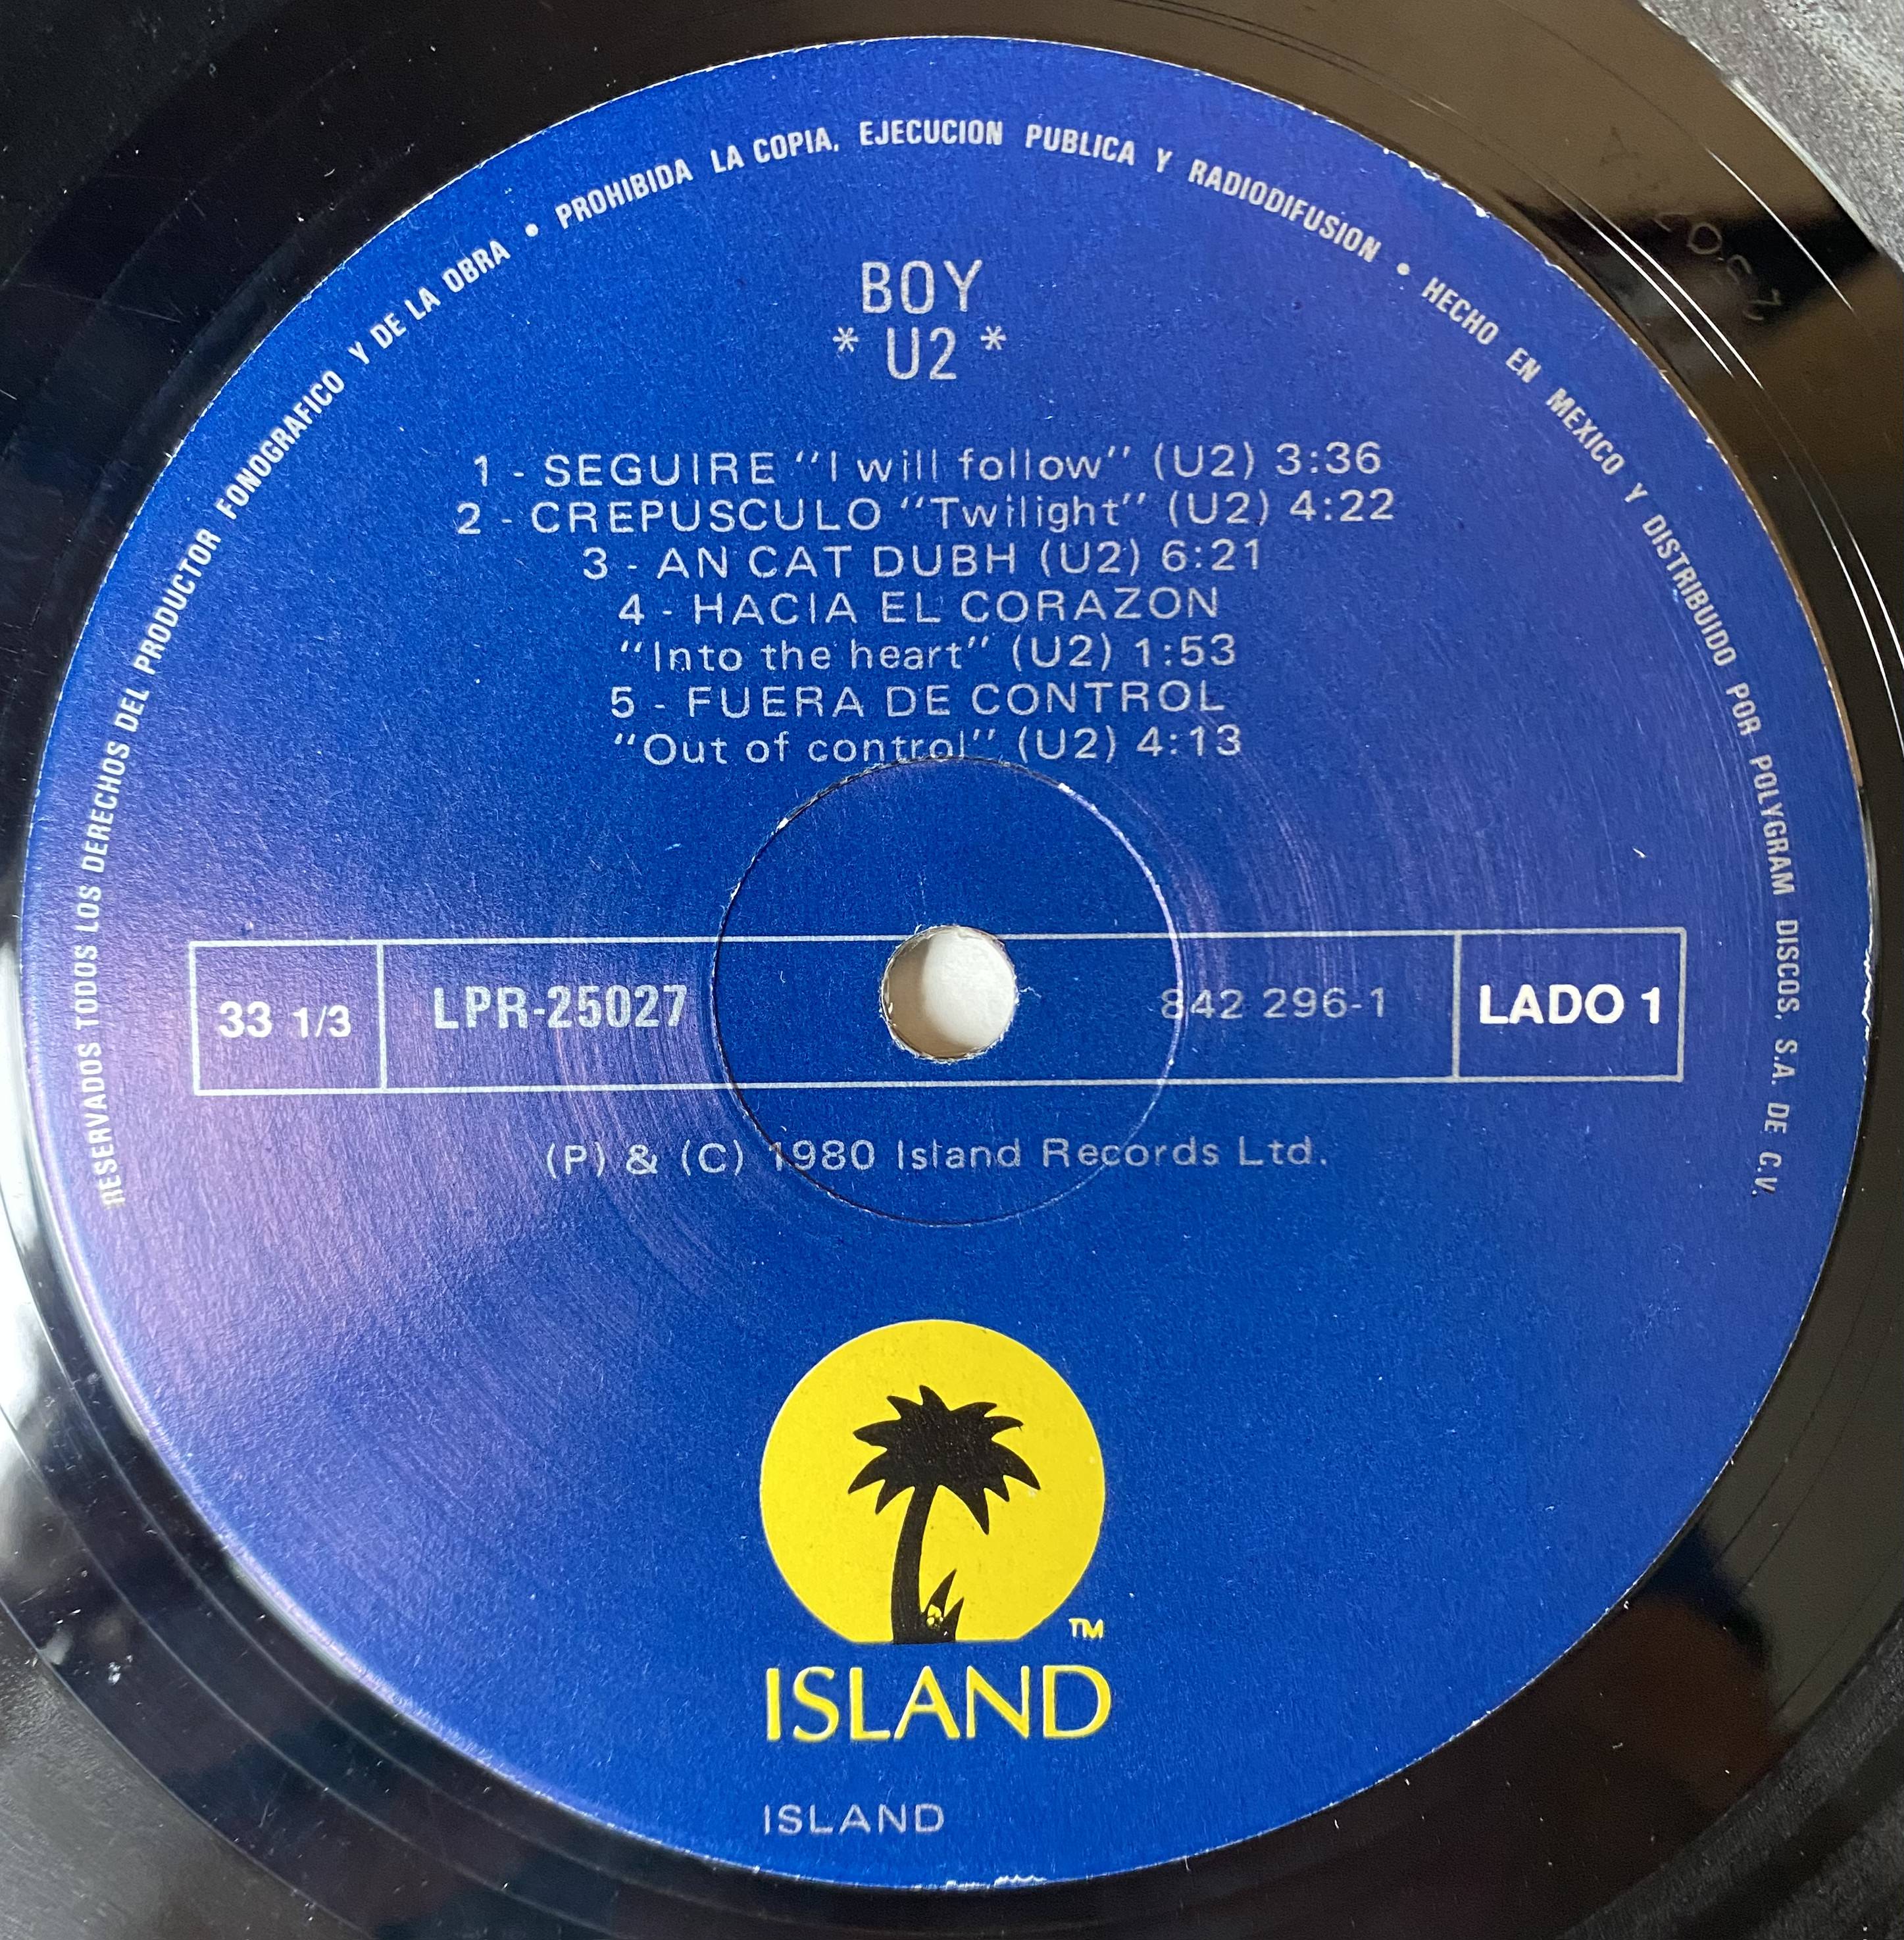 RESERVADOS TODOS LOS DERECHOS DEL PRODUCTOR FONOGRAFICO Y DE LA OBRA • PROHIBIDA LA COPIA, EJECUCION PUBLICA Y RADIODIFUSION • HECHO EN MEXICO Y DISTRIBUIDO POR POLYGRAM DISCOS, S.A. DE C.V.
BOY
* U2 *
1 - SEGUIRE "I will follow" (U2) 3:36
2 - CREPUSCULO "Twilight" (U2) 4:22
3 - AN CAT DUBH (U2) 6:21
4 - HACIA EL CORAZON
"Into the heart" (U2) 1:53
5 - FUERA DE CONTROL
"Out of control" (U2) 4:13
33 1/3 LPR-25027 842 296-1 LADO 1
(P) & (C) 1980 Island Records Ltd.
TM
ISLAND
ISLAND